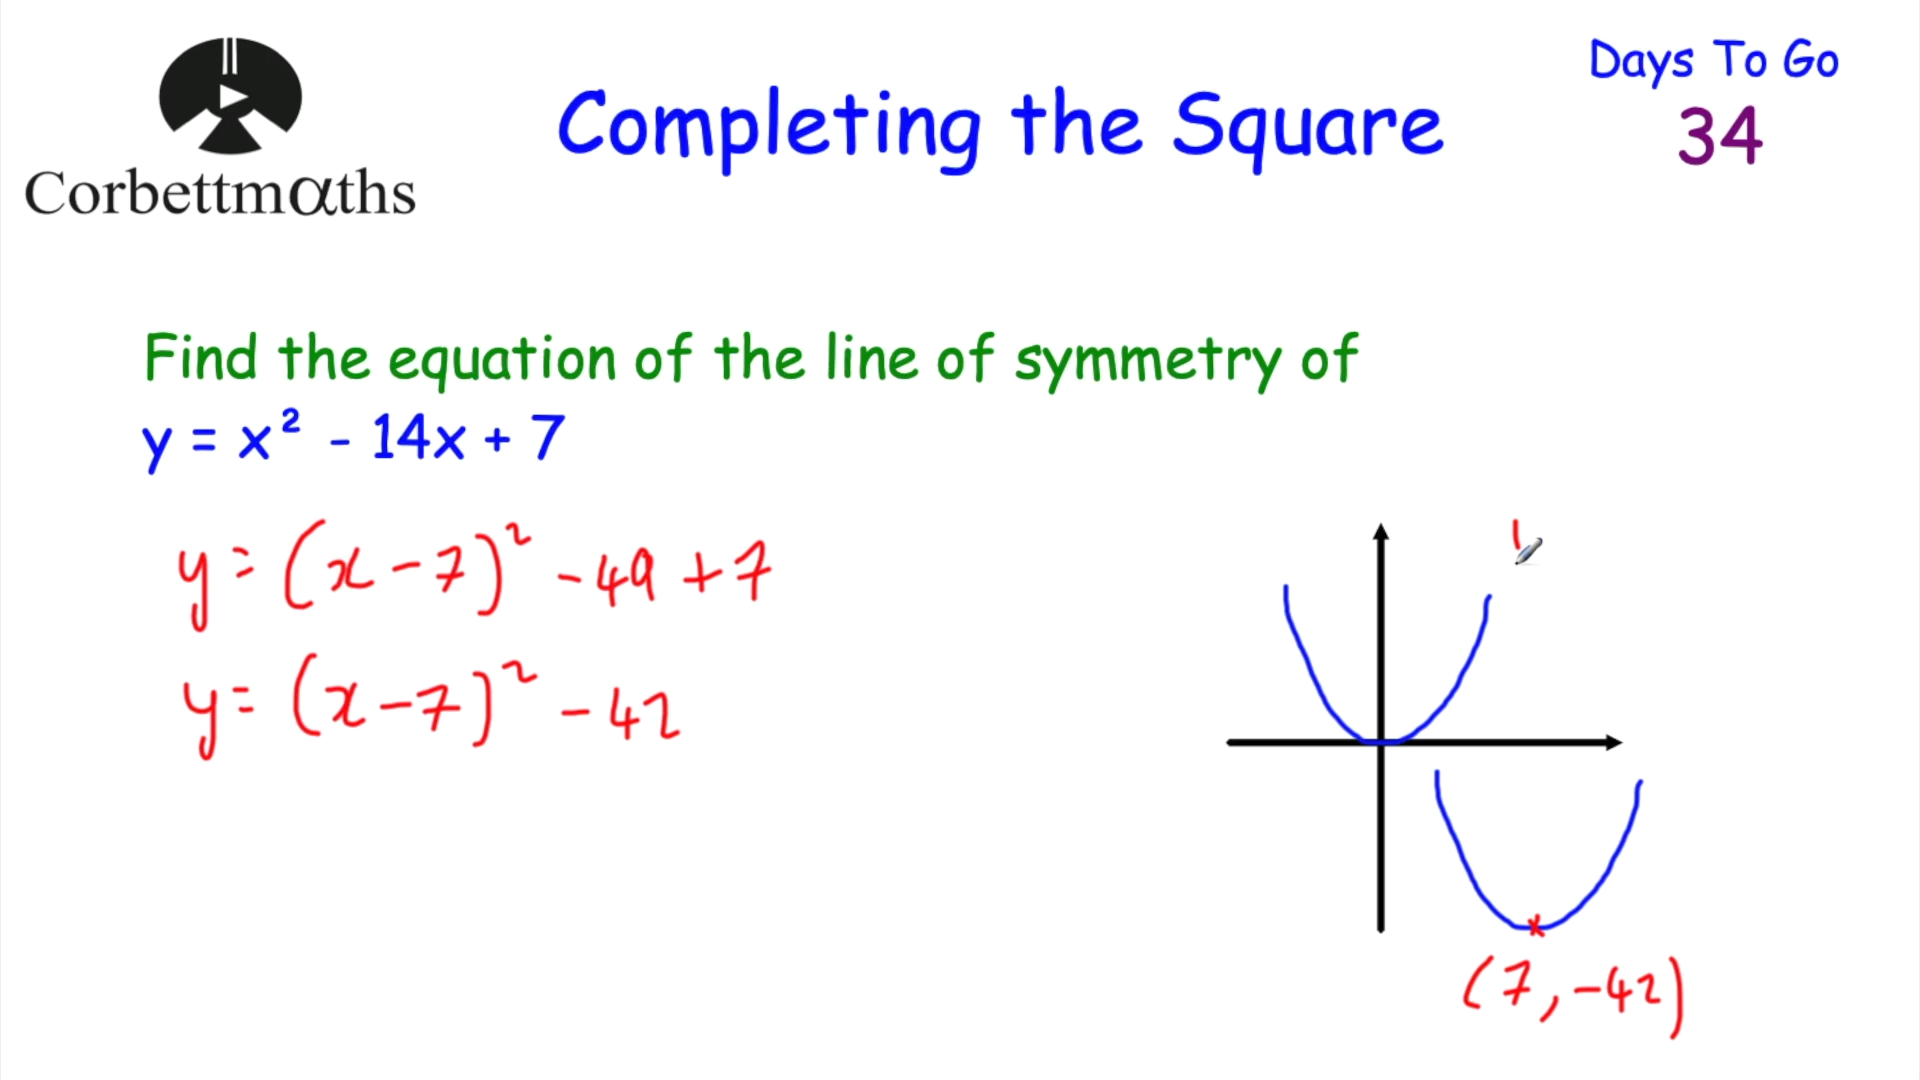 Corbettmαths
Completing the Square
Days To Go
34
Find the equation of the line of symmetry of
y = x² - 14x + 7
y = (x - 7)² - 49 + 7
y = (x - 7)² - 42
(7, -42)